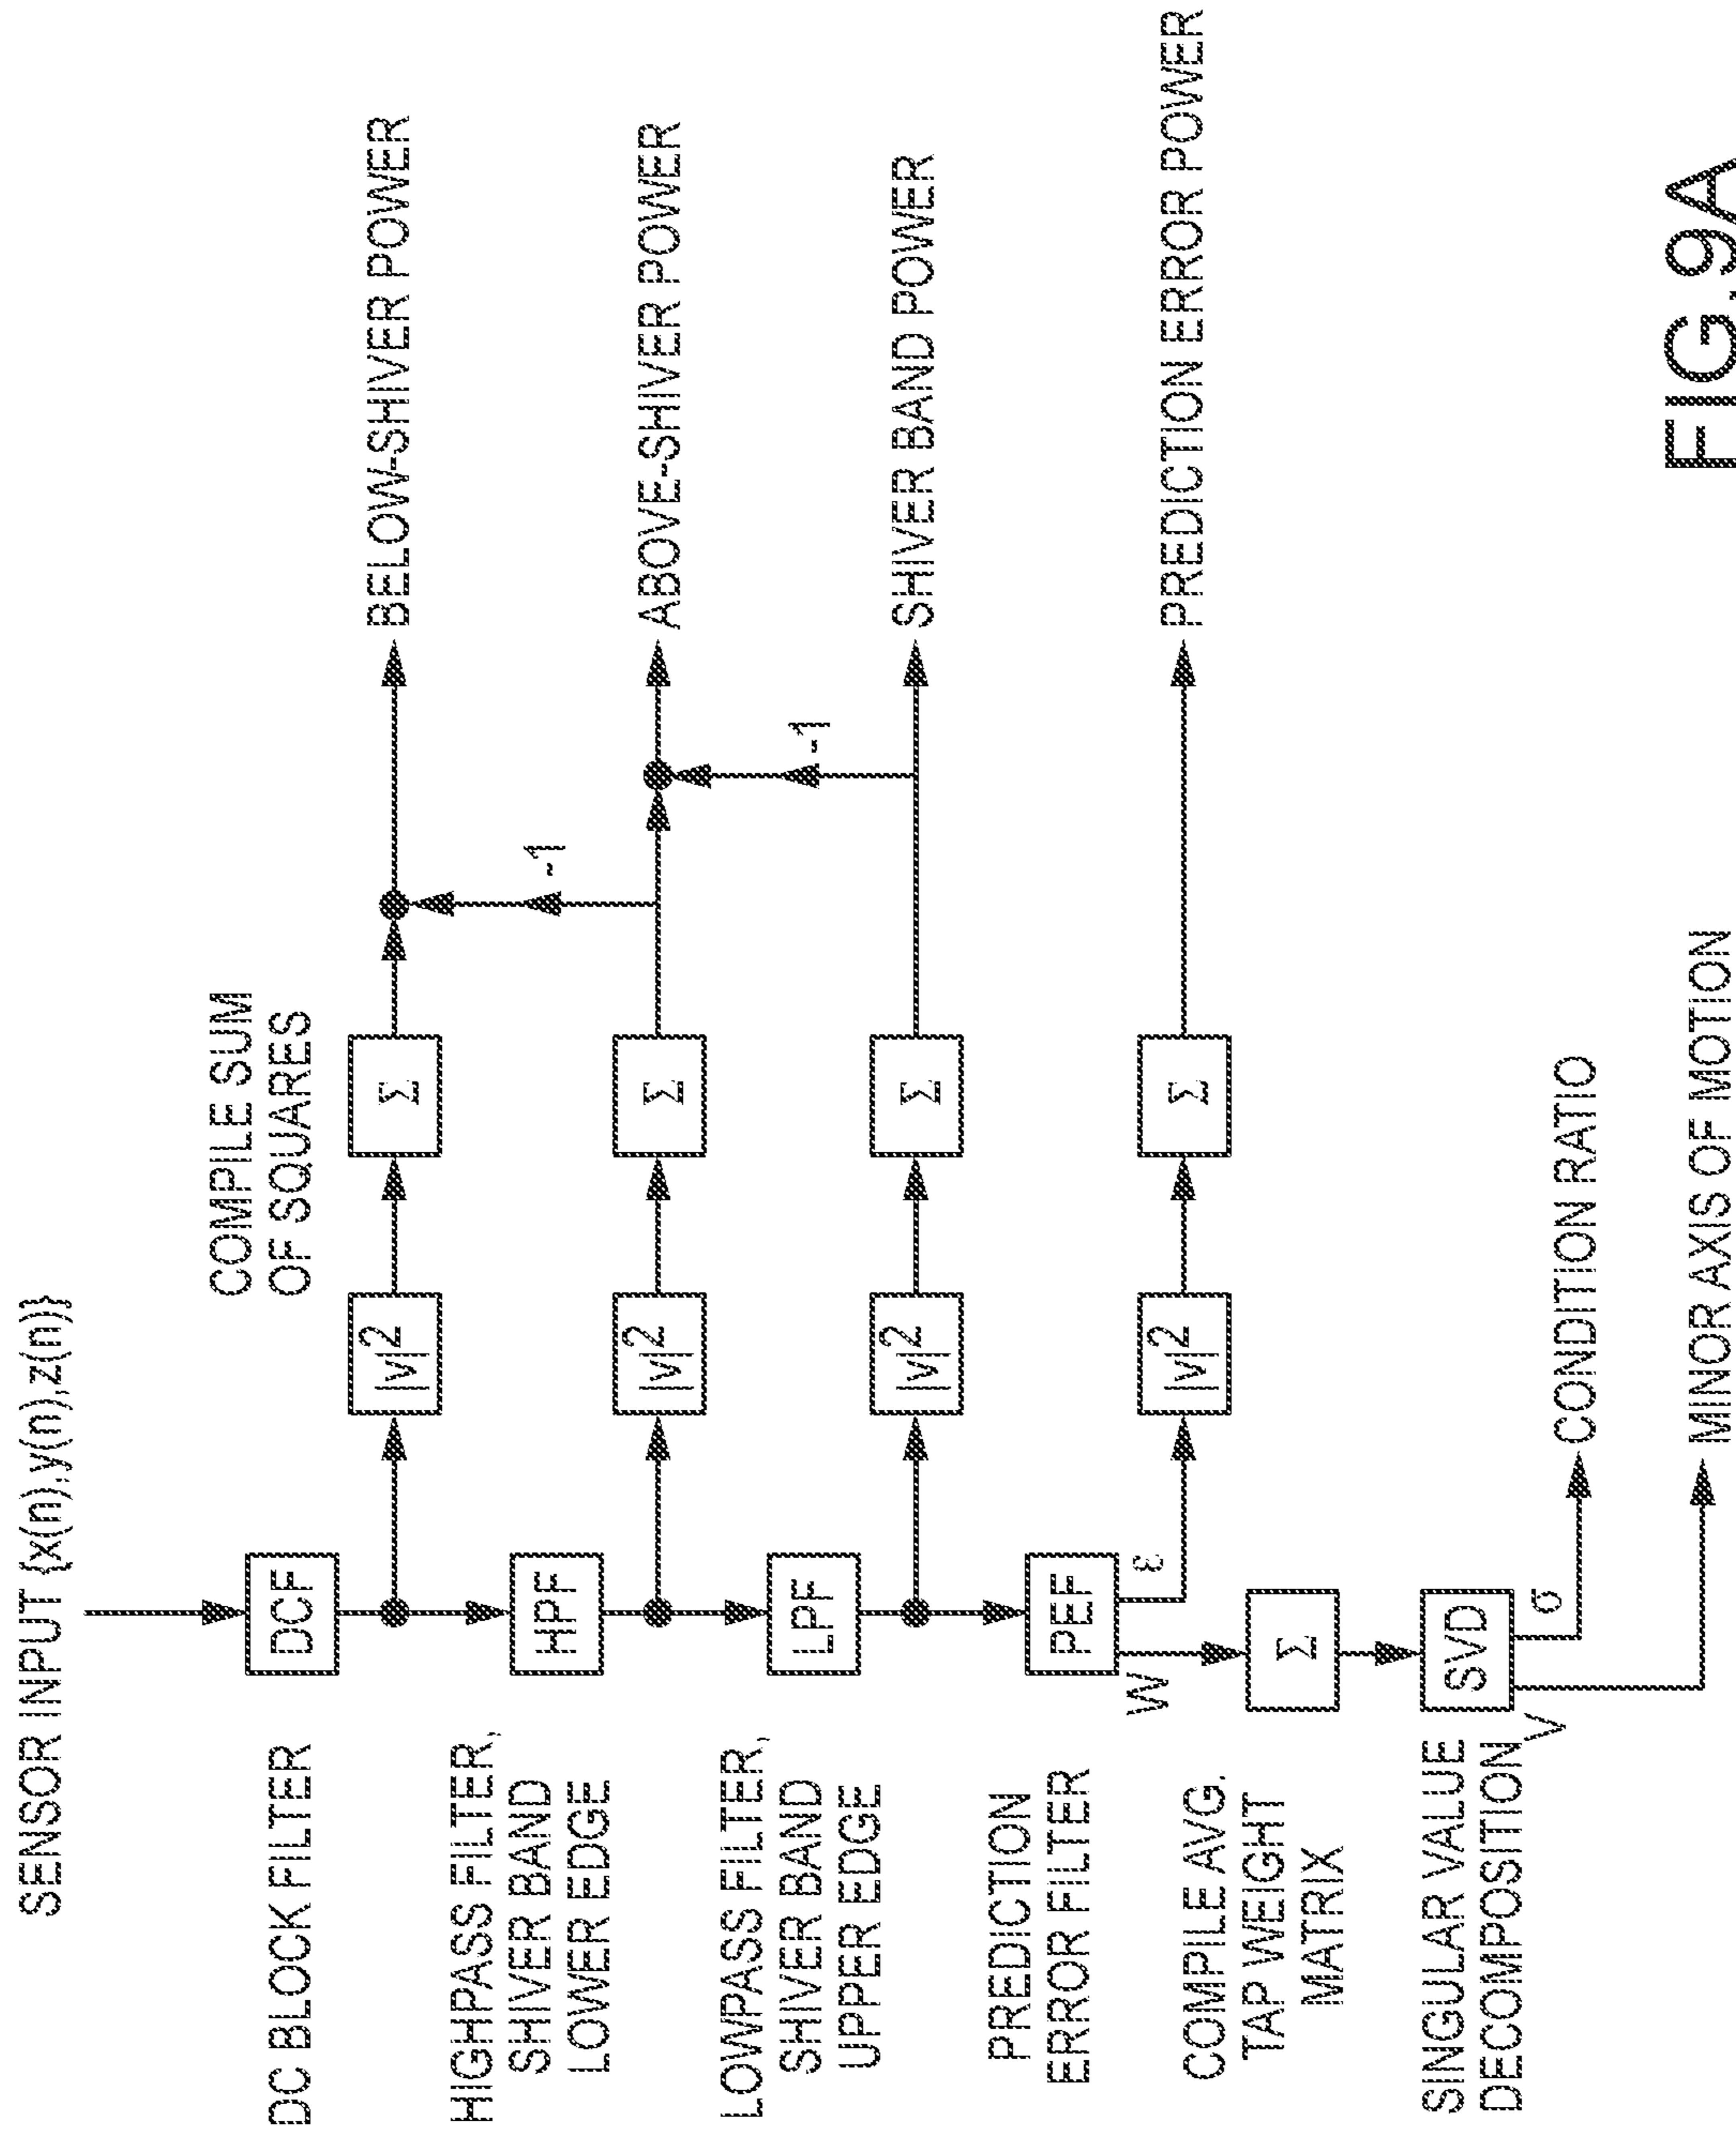 SENSOR INPUT {x(n),y(n),z(n)}
DC BLOCK FILTER
DCF
COMPILE SUM
OF SQUARES
|v|2
Σ
BELOW-SHIVER POWER
-1
HIGHPASS FILTER,
SHIVER BAND
LOWER EDGE
HPF
|v|2
Σ
ABOVE-SHIVER POWER
-1
LOWPASS FILTER,
SHIVER BAND
UPPER EDGE
LPF
|v|2
Σ
SHIVER BAND POWER
PREDICTION
ERROR FILTER
PEF
W
ε
|v|2
Σ
PREDICTION ERROR POWER
COMPILE AVG.
TAP WEIGHT
MATRIX
Σ
SINGULAR VALUE
DECOMPOSITION
SVD
V
σ
CONDITION RATIO
MINOR AXIS OF MOTION
FIG.9A